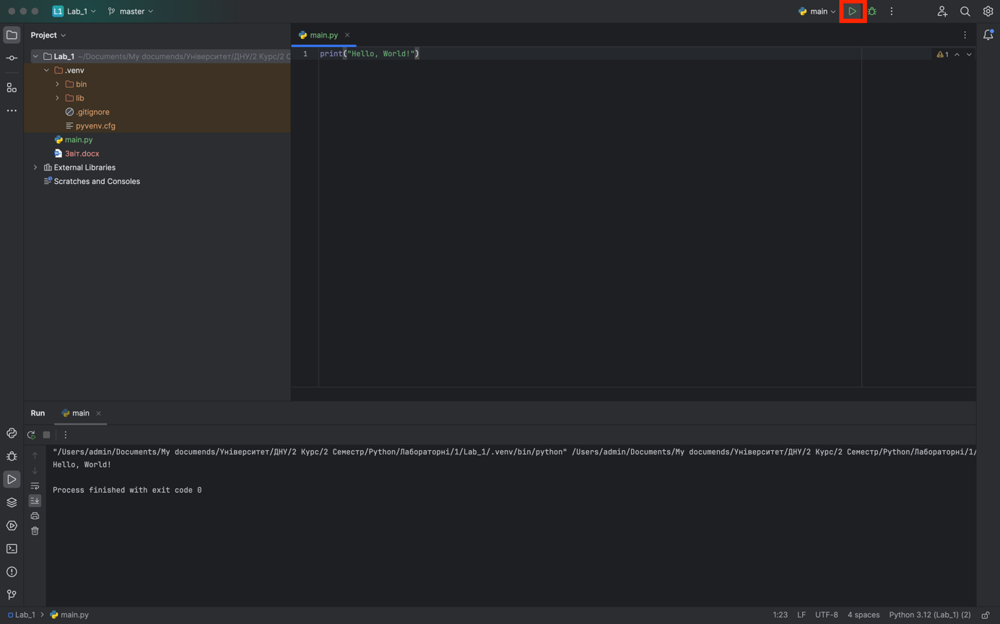 L1 Lab_1 master main
Project
main.py
Lab_1 ~/Documents/My documends/Університет/ДНУ/2 Курс/2 С
1 print("Hello, World!")
1
.venv
bin
lib
.gitignore
pyvenv.cfg
main.py
Звіт.docx
External Libraries
Scratches and Consoles
Run main
"/Users/admin/Documents/My documends/Університет/ДНУ/2 Курс/2 Семестр/Python/Лабораторні/1/Lab_1/.venv/bin/python" /Users/admin/Documents/My documends/Університет/ДНУ/2 Курс/2 Семестр/Python/Лабораторні/1/
Hello, World!
Process finished with exit code 0
Lab_1 > main.py 1:23 LF UTF-8 4 spaces Python 3.12 (Lab_1) (2)